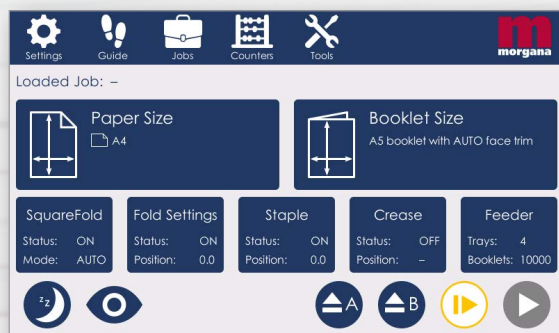 Settings Guide Jobs Counters Tools
morgana
Loaded Job: –
Paper Size
A4
Booklet Size
A5 booklet with AUTO face trim
SquareFold
Status: ON
Mode: AUTO
Fold Settings
Status: ON
Position: 0.0
Staple
Status: ON
Position: 0.0
Crease
Status: OFF
Position: –
Feeder
Trays: 4
Booklets: 10000
zz
A
B